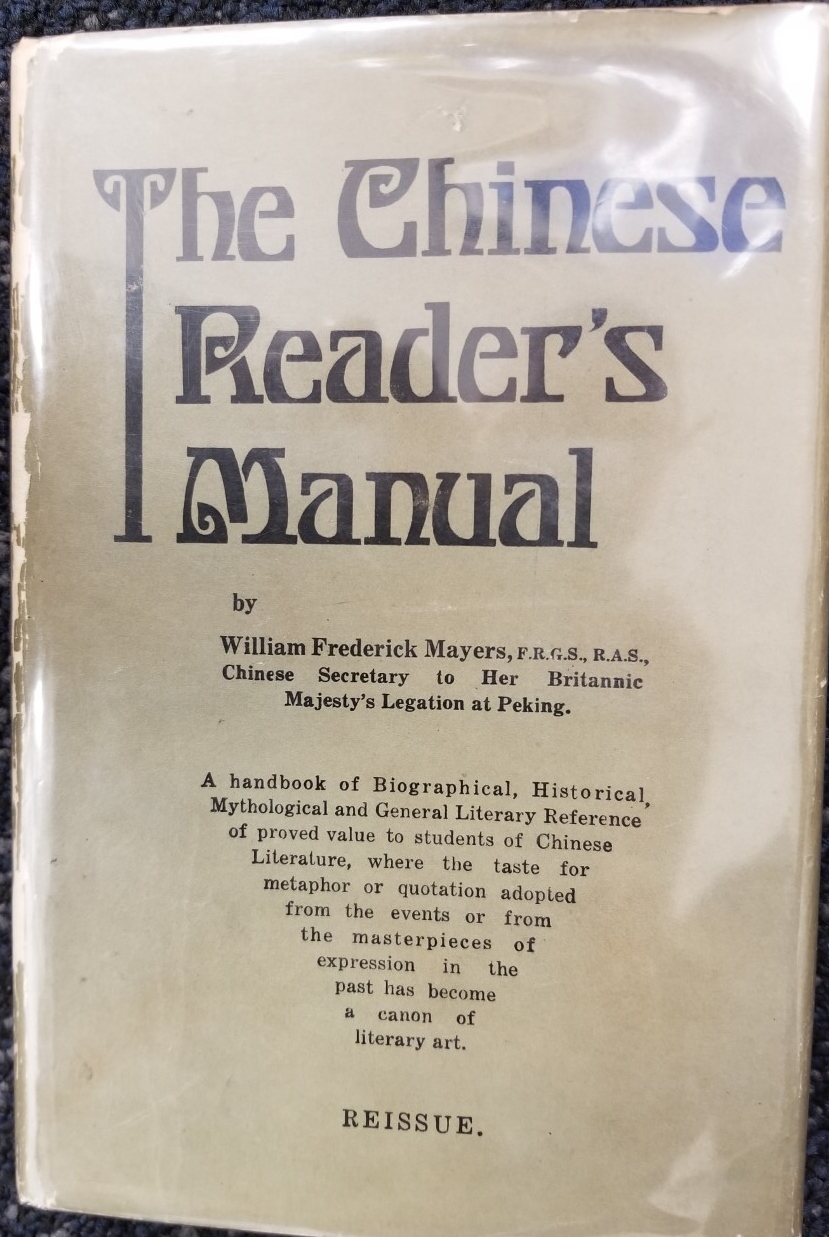 The Chinese
Reader's
Manual
by
William Frederick Mayers, F.R.G.S., R.A.S.,
Chinese Secretary to Her Britannic
Majesty's Legation at Peking.
A handbook of Biographical, Historical,
Mythological and General Literary Reference
of proved value to students of Chinese
Literature, where the taste for
metaphor or quotation adopted
from the events or from
the masterpieces of
expression in the
past has become
a canon of
literary art.
REISSUE.